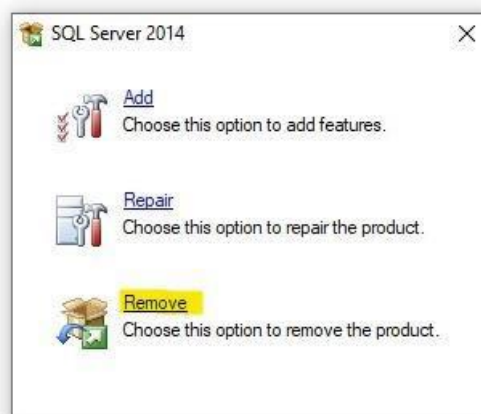 SQL Server 2014
Add
Choose this option to add features.
Repair
Choose this option to repair the product.
Remove
Choose this option to remove the product.